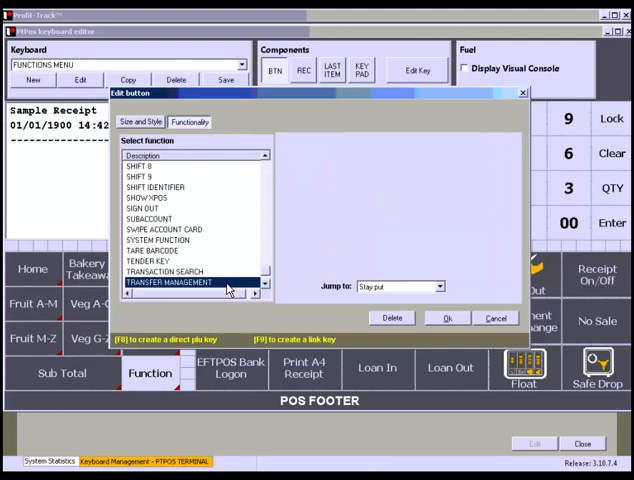 Profit-Track™
PtPos keyboard editor
Keyboard
FUNCTIONS MENU
New
Edit
Copy
Delete
Save
Components
BTN
REC
LAST ITEM
KEY PAD
Edit Key
Fuel
Display Visual Console
Sample Receipt
01/01/1900 14:42
Edit button
Size and Style
Functionality
Select function
Description
SHIFT 8
SHIFT 9
SHIFT IDENTIFIER
SHOW XPOS
SIGN OUT
SUBACCOUNT
SWIPE ACCOUNT CARD
SYSTEM FUNCTION
TARE BARCODE
TENDER KEY
TRANSACTION SEARCH
TRANSFER MANAGEMENT
Jump to:
Stay put
Delete
Ok
Cancel
[F8] to create a direct plu key
[F9] to create a link key
9
Lock
6
Clear
3
QTY
00
Enter
Home
Bakery
Takeaw
Out
Receipt
On/Off
Fruit A-M
Veg A-
ment
hange
No Sale
Fruit M-Z
Veg
Sub Total
Function
EFTPOS Bank
Logon
Print A4
Receipt
Loan In
Loan Out
Float
Safe Drop
POS FOOTER
Edit
Close
System Statistics
Keyboard Management - PTPOS TERMINAL
Release: 3.10.7.4